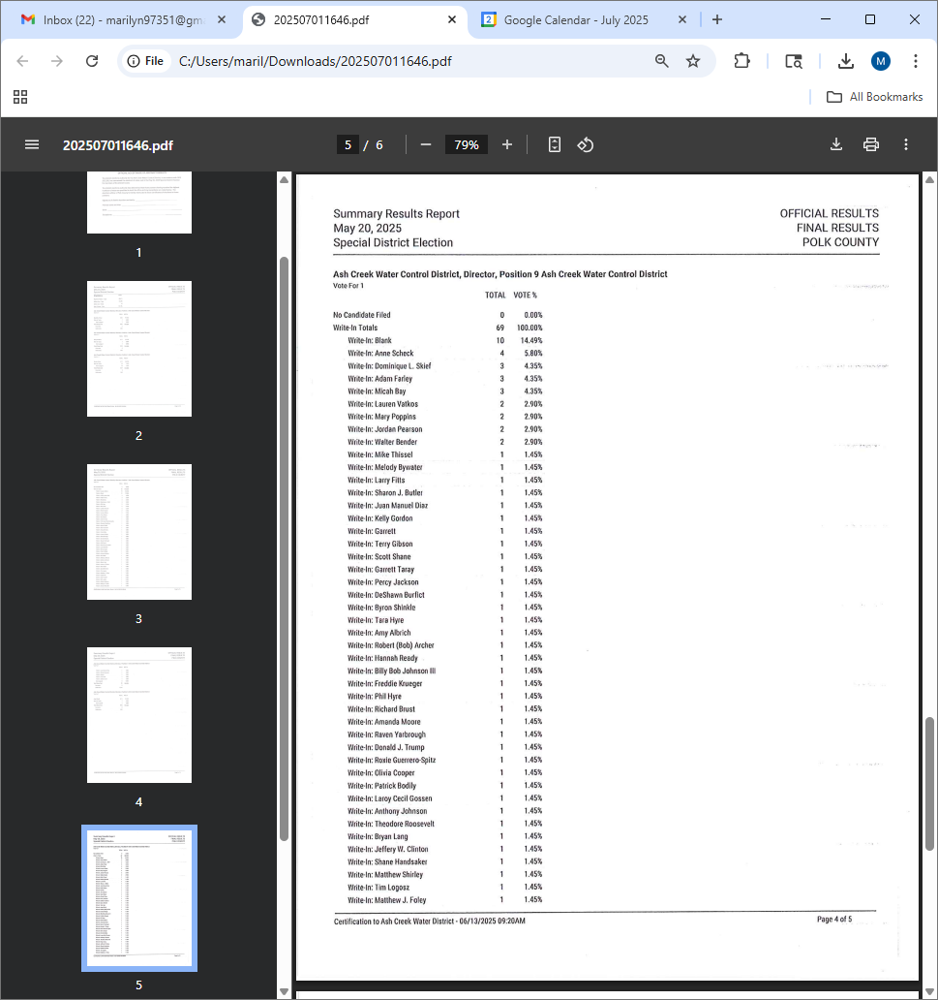 Inbox (22) - marilyn97351@gm
202507011646.pdf
Google Calendar - July 2025
File
C:/Users/maril/Downloads/202507011646.pdf
M
All Bookmarks
202507011646.pdf
5 / 6
79%
1
2
3
4
5
Summary Results Report
May 20, 2025
Special District Election
OFFICIAL RESULTS
FINAL RESULTS
POLK COUNTY
Ash Creek Water Control District, Director, Position 9 Ash Creek Water Control District
Vote For 1
TOTAL VOTE %
No Candidate Filed 0 0.00%
Write-In Totals 69 100.00%
Write-In: Blank 10 14.49%
Write-In: Anne Scheck 4 5.80%
Write-In: Dominique L. Skief 3 4.35%
Write-In: Adam Farley 3 4.35%
Write-In: Micah Bay 3 4.35%
Write-In: Lauren Vatkos 2 2.90%
Write-In: Mary Poppins 2 2.90%
Write-In: Jordan Pearson 2 2.90%
Write-In: Walter Bender 2 2.90%
Write-In: Mike Thissel 1 1.45%
Write-In: Melody Bywater 1 1.45%
Write-In: Larry Fitts 1 1.45%
Write-In: Sharon J. Butler 1 1.45%
Write-In: Juan Manuel Diaz 1 1.45%
Write-In: Kelly Gordon 1 1.45%
Write-In: Garrett 1 1.45%
Write-In: Terry Gibson 1 1.45%
Write-In: Scott Shane 1 1.45%
Write-In: Garrett Taray 1 1.45%
Write-In: Percy Jackson 1 1.45%
Write-In: DeShawn Burfict 1 1.45%
Write-In: Byron Shinkle 1 1.45%
Write-In: Tara Hyre 1 1.45%
Write-In: Amy Albrich 1 1.45%
Write-In: Robert (Bob) Archer 1 1.45%
Write-In: Hannah Ready 1 1.45%
Write-In: Billy Bob Johnson III 1 1.45%
Write-In: Freddie Krueger 1 1.45%
Write-In: Phil Hyre 1 1.45%
Write-In: Richard Brust 1 1.45%
Write-In: Amanda Moore 1 1.45%
Write-In: Raven Yarbrough 1 1.45%
Write-In: Donald J. Trump 1 1.45%
Write-In: Roxie Guerrero-Spitz 1 1.45%
Write-In: Olivia Cooper 1 1.45%
Write-In: Patrick Bodily 1 1.45%
Write-In: Laroy Cecil Gossen 1 1.45%
Write-In: Anthony Johnson 1 1.45%
Write-In: Theodore Roosevelt 1 1.45%
Write-In: Bryan Lang 1 1.45%
Write-In: Jeffery W. Clinton 1 1.45%
Write-In: Shane Handsaker 1 1.45%
Write-In: Matthew Shirley 1 1.45%
Write-In: Tim Logosz 1 1.45%
Write-In: Matthew J. Foley 1 1.45%
Certification to Ash Creek Water District - 06/13/2025 09:20AM
Page 4 of 5